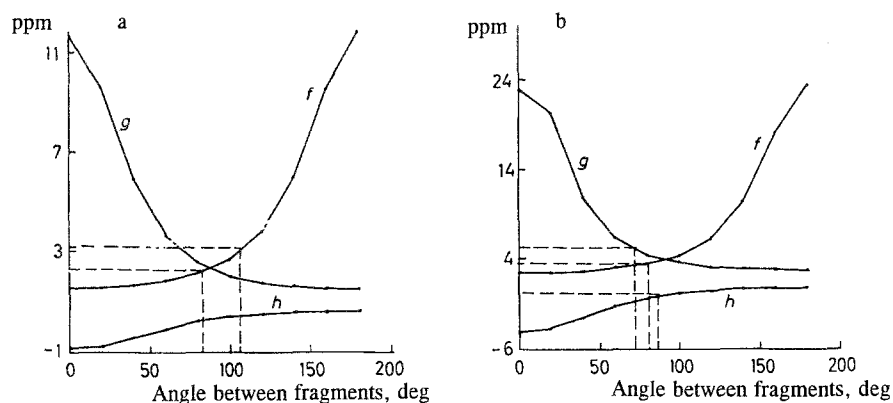 ppm a
11
7
3
-1
g
f
h
0 50 100 150 200
Angle between fragments, deg
ppm b
24
14
4
-6
g
f
h
0 50 100 150 200
Angle between fragments, deg